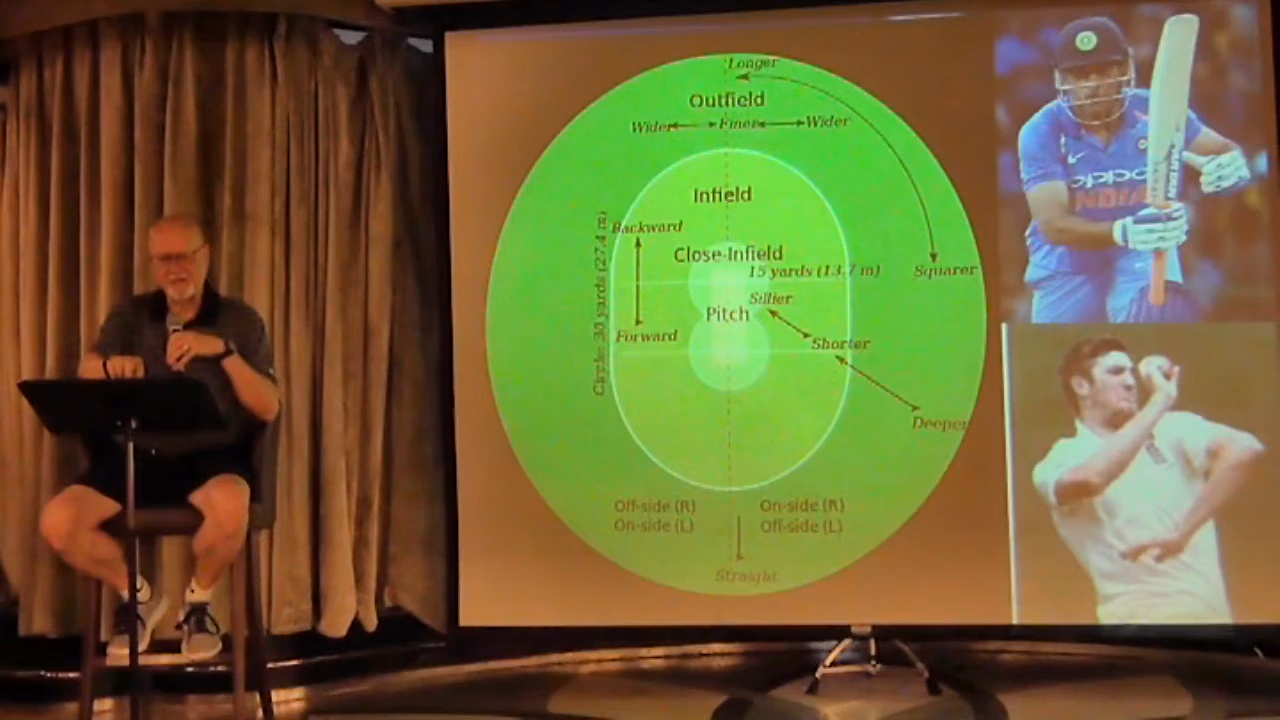 Longer
Outfield
Wider Finer Wider
Infield
Backward
Close-Infield
15 yards (13.7 m)
Squarer
Sillier
Pitch
Forward
Shorter
Circle: 30 yards (27.4 m)
Deeper
Off-side (R)
On-side (L)
On-side (R)
Off-side (L)
Straight
oppo
INDIA